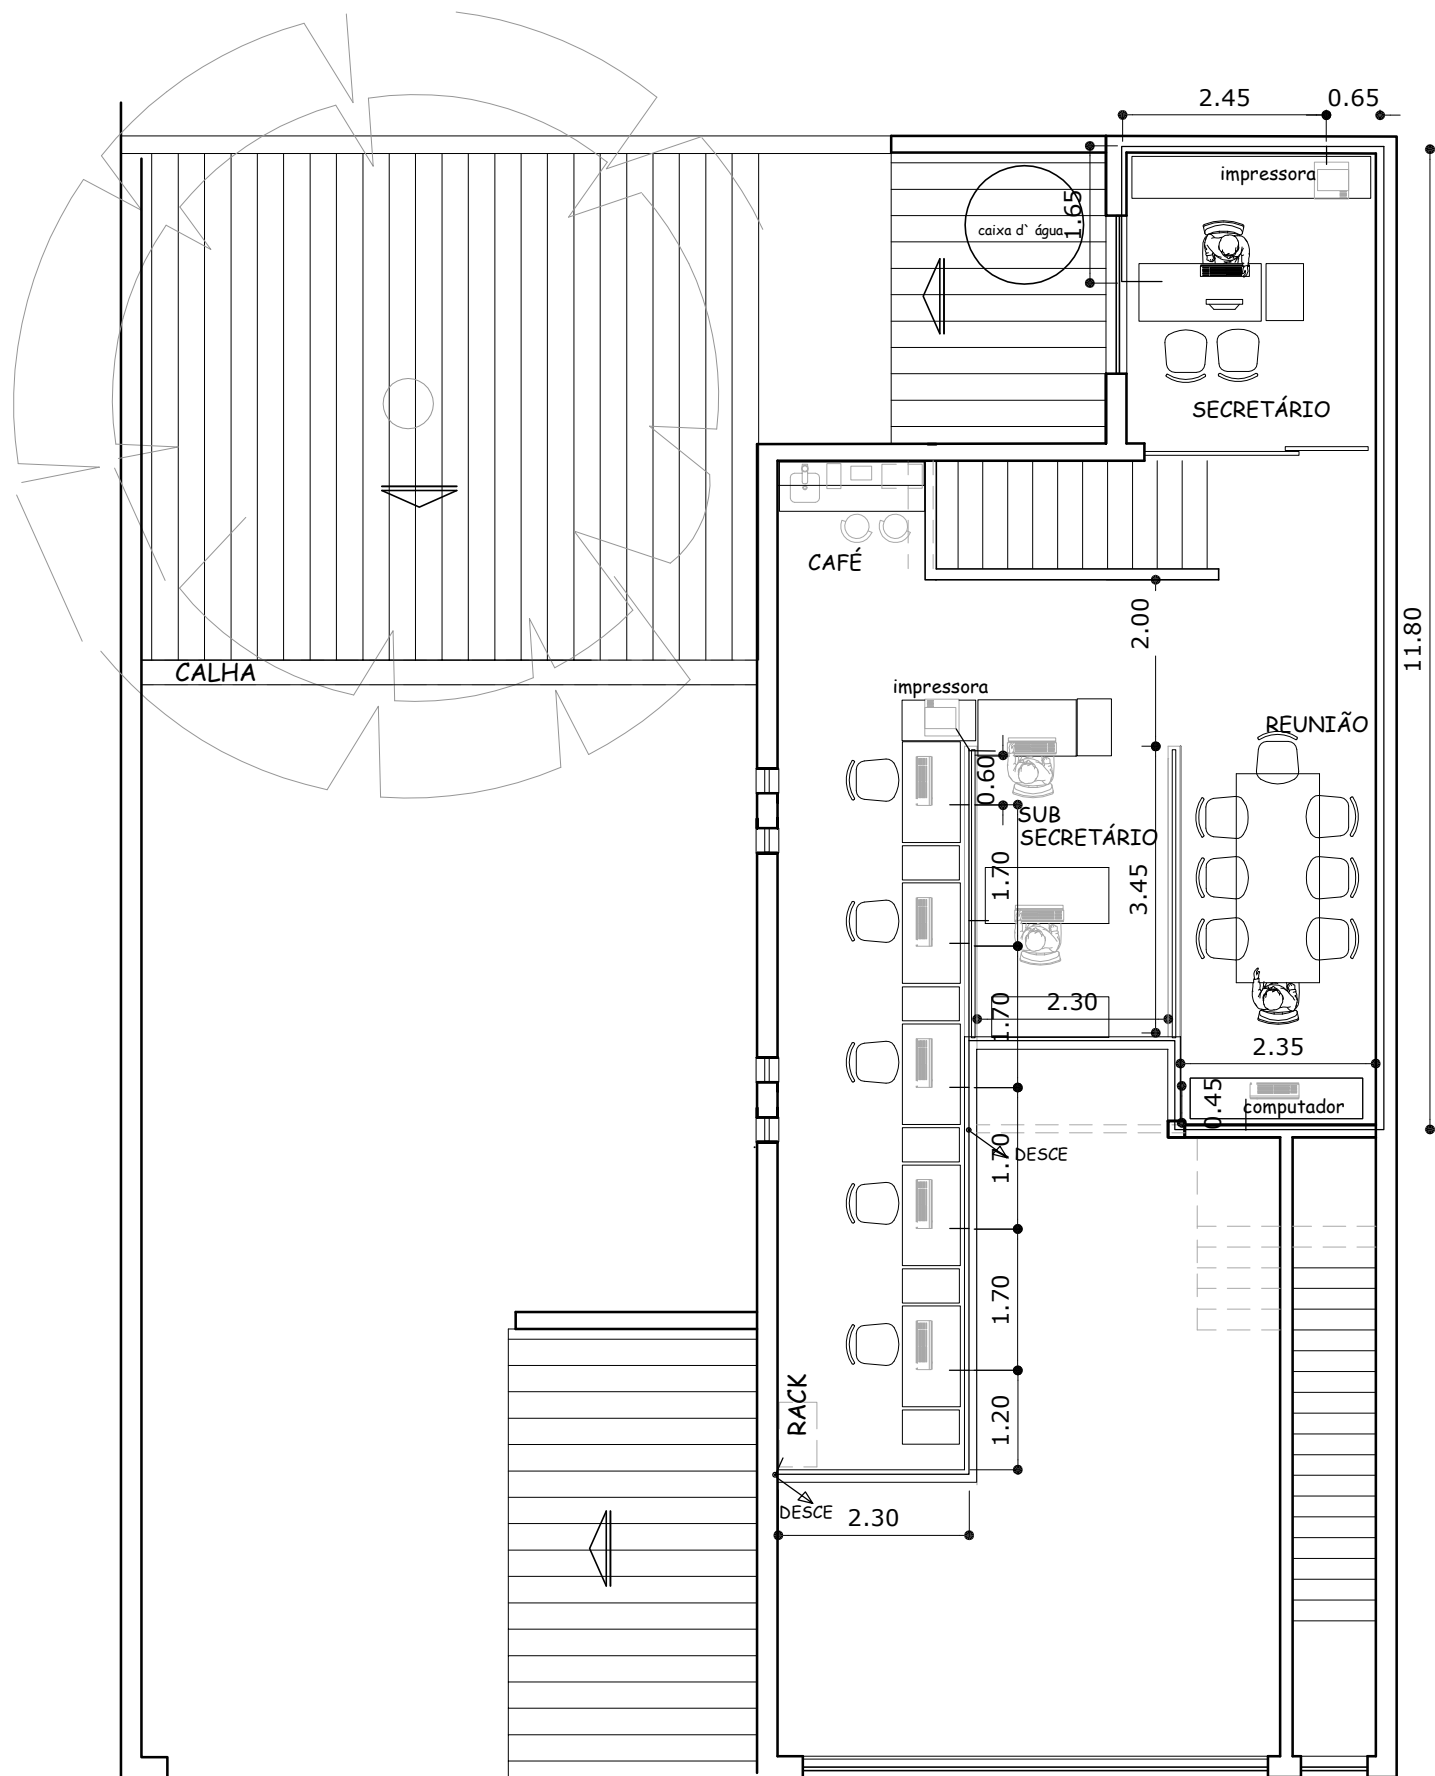 2.45
0.65
impressora
1.65
caixa d` água
SECRETÁRIO
CAFÉ
2.00
11.80
CALHA
impressora
REUNIÃO
0.60
SUB
SECRETÁRIO
1.70
3.45
2.30
1.70
2.35
0.45
computador
1.70
DESCE
1.70
RACK
1.20
DESCE
2.30